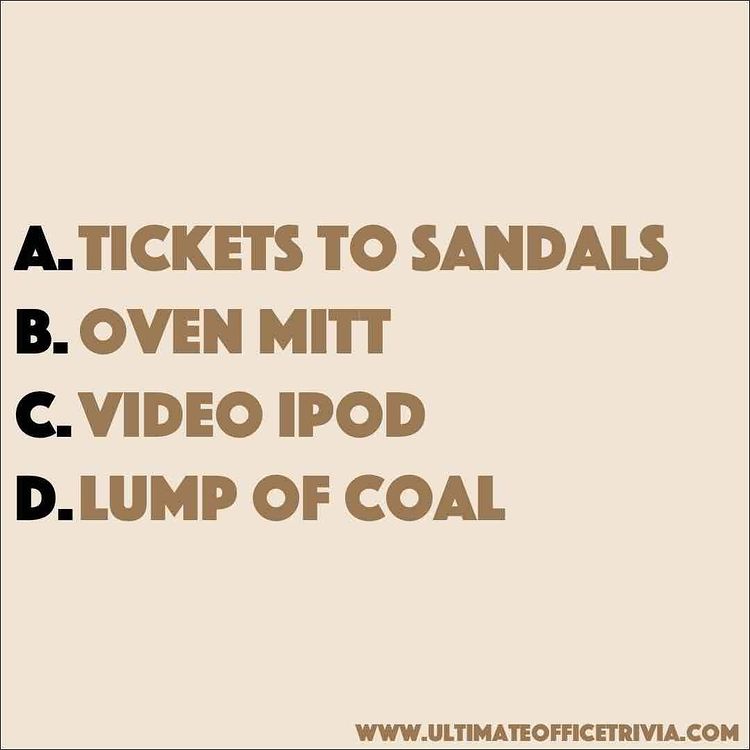 A. TICKETS TO SANDALS
B. OVEN MITT
C. VIDEO IPOD
D. LUMP OF COAL
WWW.ULTIMATEOFFICETRIVIA.COM